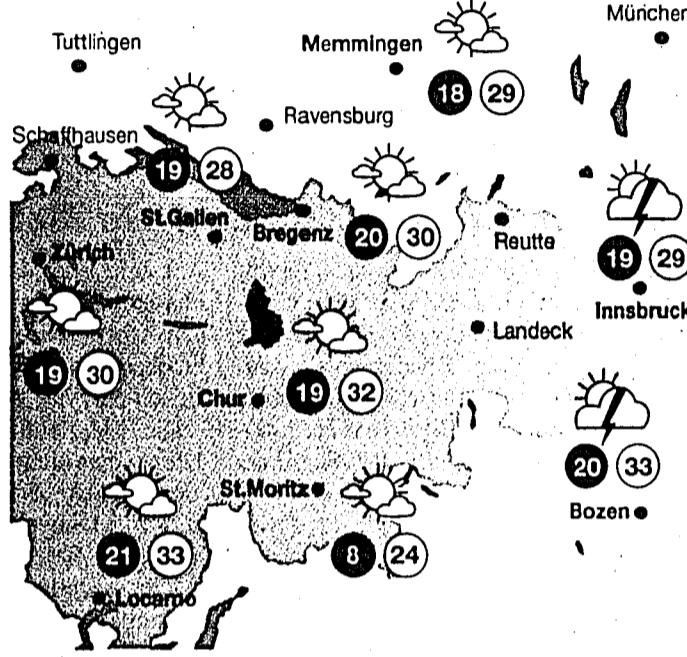 München
Tuttlingen
Memmingen
18 29
Ravensburg
Schaffhausen
19 28
St.Gallen
Bregenz
20 30
Reutte
Zürich
19 29
Innsbruck
Landeck
19 30
Chur
19 32
20 33
Bozen
St.Moritz
21 33
8 24
Locarno